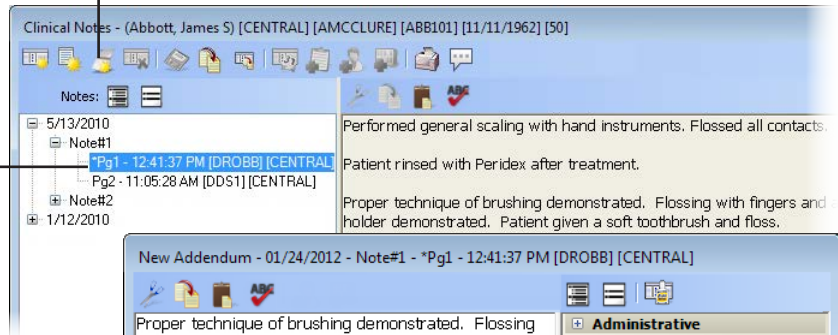 Clinical Notes - (Abbott, James S) [CENTRAL] [AMCCLURE] [ABB101] [11/11/1962] [50]
Notes:
ABC
5/13/2010
Note#1
*Pg1 - 12:41:37 PM [DROBB] [CENTRAL]
Pg2 - 11:05:28 AM [DDS1] [CENTRAL]
Note#2
1/12/2010
Performed general scaling with hand instruments. Flossed all contacts.
Patient rinsed with Peridex after treatment.
Proper technique of brushing demonstrated. Flossing with fingers and
holder demonstrated. Patient given a soft toothbrush and floss.
New Addendum - 01/24/2012 - Note#1 - *Pg1 - 12:41:37 PM [DROBB] [CENTRAL]
ABC
Proper technique of brushing demonstrated. Flossing
Administrative